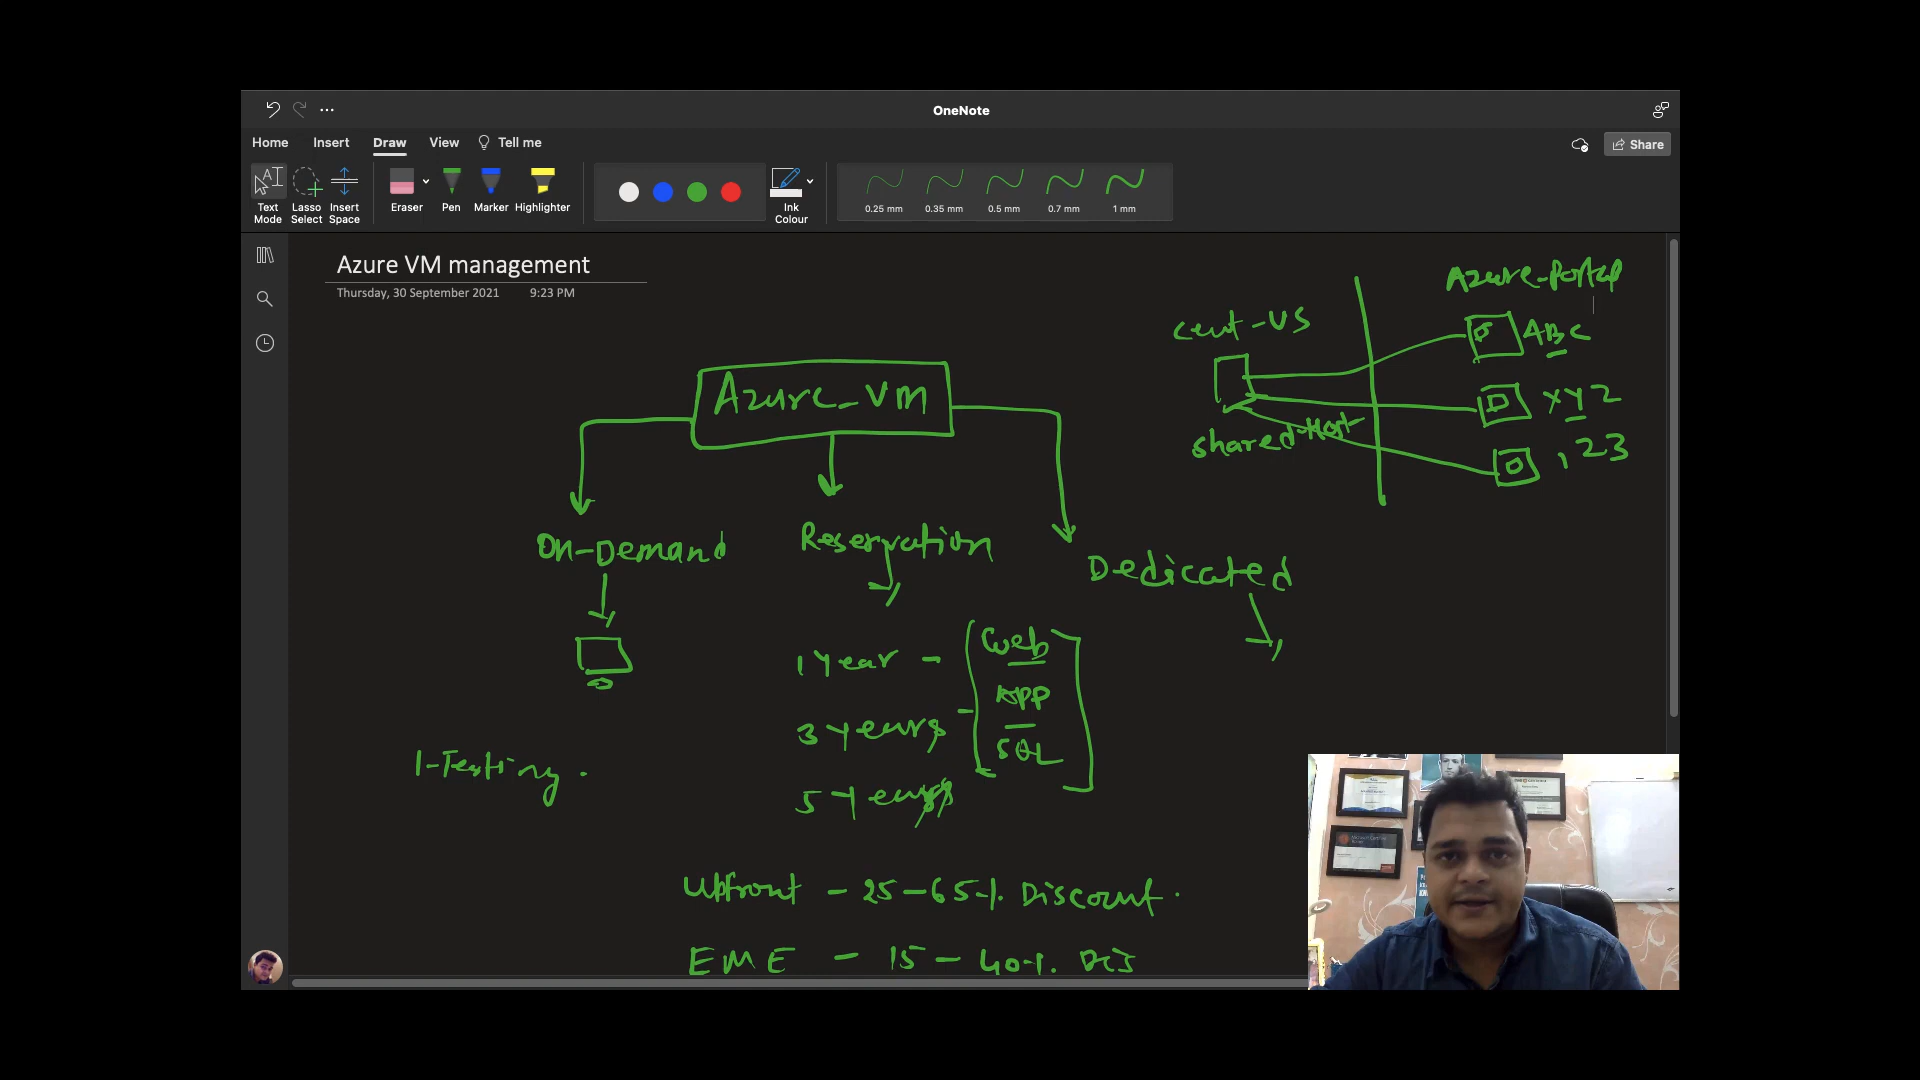 OneNote
Home Insert Draw View Tell me
Share
Text Mode
Lasso Select
Insert Space
Eraser
Pen
Marker
Highlighter
Ink Colour
0.25 mm
0.35 mm
0.5 mm
0.7 mm
1 mm
Azure VM management
Thursday, 30 September 2021 9:23 PM
Azure-Portal
Cent-US
ABC
XYZ
123
Shared-Host
Azure_VM
On-Demand
Reservation
Dedicated
1 Year - Web
App
3 Years - SQL
5 Years
1-Testing.
Upfront - 25-65% Discount.
EME - 15-40% Dis